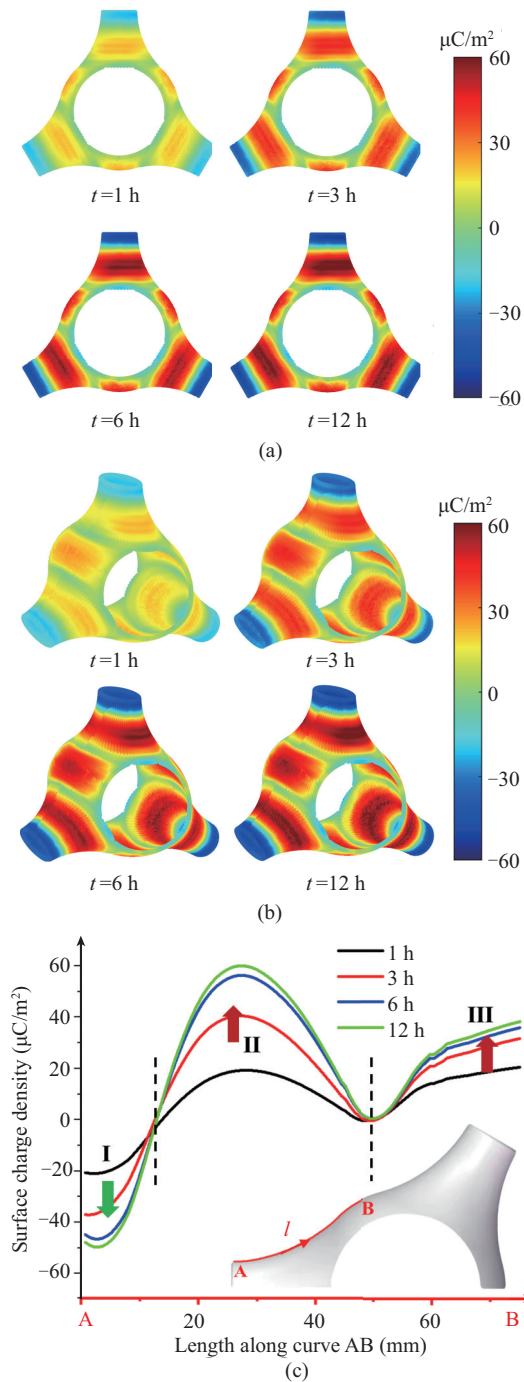 μC/m²
60
30
0
−30
−60
t=1 h
t=3 h
t=6 h
t=12 h
(a)
μC/m²
60
30
0
−30
−60
t=1 h
t=3 h
t=6 h
t=12 h
(b)
Surface charge density (μC/m²)
60
40
20
0
−20
−40
−60
1 h
3 h
6 h
12 h
I
II
III
A
B
l
A
20
40
60
B
Length along curve AB (mm)
(c)